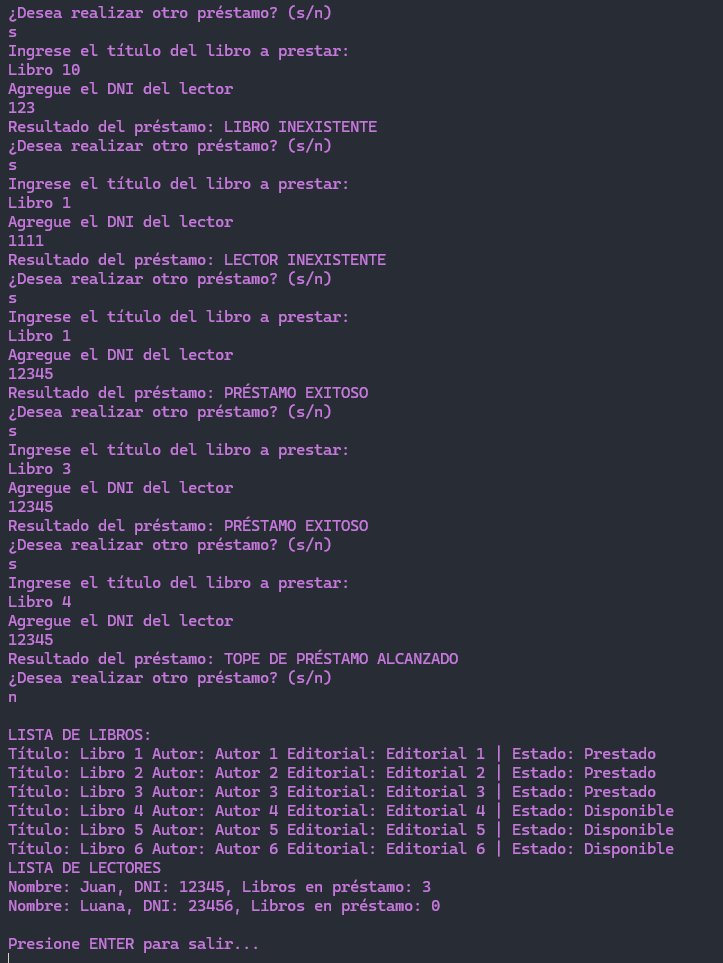 ¿Desea realizar otro préstamo? (s/n)
s
Ingrese el título del libro a prestar:
Libro 10
Agregue el DNI del lector
123
Resultado del préstamo: LIBRO INEXISTENTE
¿Desea realizar otro préstamo? (s/n)
s
Ingrese el título del libro a prestar:
Libro 1
Agregue el DNI del lector
1111
Resultado del préstamo: LECTOR INEXISTENTE
¿Desea realizar otro préstamo? (s/n)
s
Ingrese el título del libro a prestar:
Libro 1
Agregue el DNI del lector
12345
Resultado del préstamo: PRÉSTAMO EXITOSO
¿Desea realizar otro préstamo? (s/n)
s
Ingrese el título del libro a prestar:
Libro 3
Agregue el DNI del lector
12345
Resultado del préstamo: PRÉSTAMO EXITOSO
¿Desea realizar otro préstamo? (s/n)
s
Ingrese el título del libro a prestar:
Libro 4
Agregue el DNI del lector
12345
Resultado del préstamo: TOPE DE PRÉSTAMO ALCANZADO
¿Desea realizar otro préstamo? (s/n)
n
LISTA DE LIBROS:
Título: Libro 1 Autor: Autor 1 Editorial: Editorial 1 | Estado: Prestado
Título: Libro 2 Autor: Autor 2 Editorial: Editorial 2 | Estado: Prestado
Título: Libro 3 Autor: Autor 3 Editorial: Editorial 3 | Estado: Prestado
Título: Libro 4 Autor: Autor 4 Editorial: Editorial 4 | Estado: Disponible
Título: Libro 5 Autor: Autor 5 Editorial: Editorial 5 | Estado: Disponible
Título: Libro 6 Autor: Autor 6 Editorial: Editorial 6 | Estado: Disponible
LISTA DE LECTORES
Nombre: Juan, DNI: 12345, Libros en préstamo: 3
Nombre: Luana, DNI: 23456, Libros en préstamo: 0
Presione ENTER para salir...